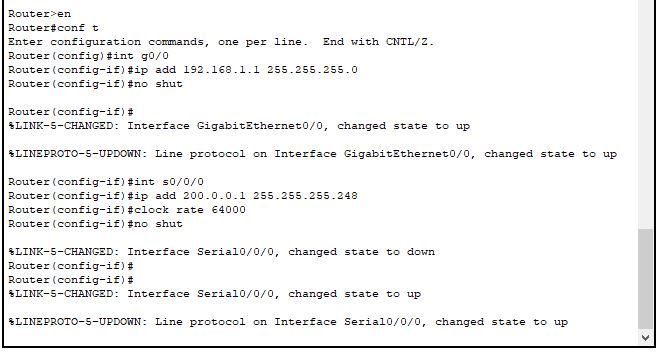 Router>en
Router#conf t
Enter configuration commands, one per line.  End with CNTL/Z.
Router(config)#int g0/0
Router(config-if)#ip add 192.168.1.1 255.255.255.0
Router(config-if)#no shut
Router(config-if)#
%LINK-5-CHANGED: Interface GigabitEthernet0/0, changed state to up
%LINEPROTO-5-UPDOWN: Line protocol on Interface GigabitEthernet0/0, changed state to up
Router(config-if)#int s0/0/0
Router(config-if)#ip add 200.0.0.1 255.255.255.248
Router(config-if)#clock rate 64000
Router(config-if)#no shut
%LINK-5-CHANGED: Interface Serial0/0/0, changed state to down
Router(config-if)#
Router(config-if)#
%LINK-5-CHANGED: Interface Serial0/0/0, changed state to up
%LINEPROTO-5-UPDOWN: Line protocol on Interface Serial0/0/0, changed state to up